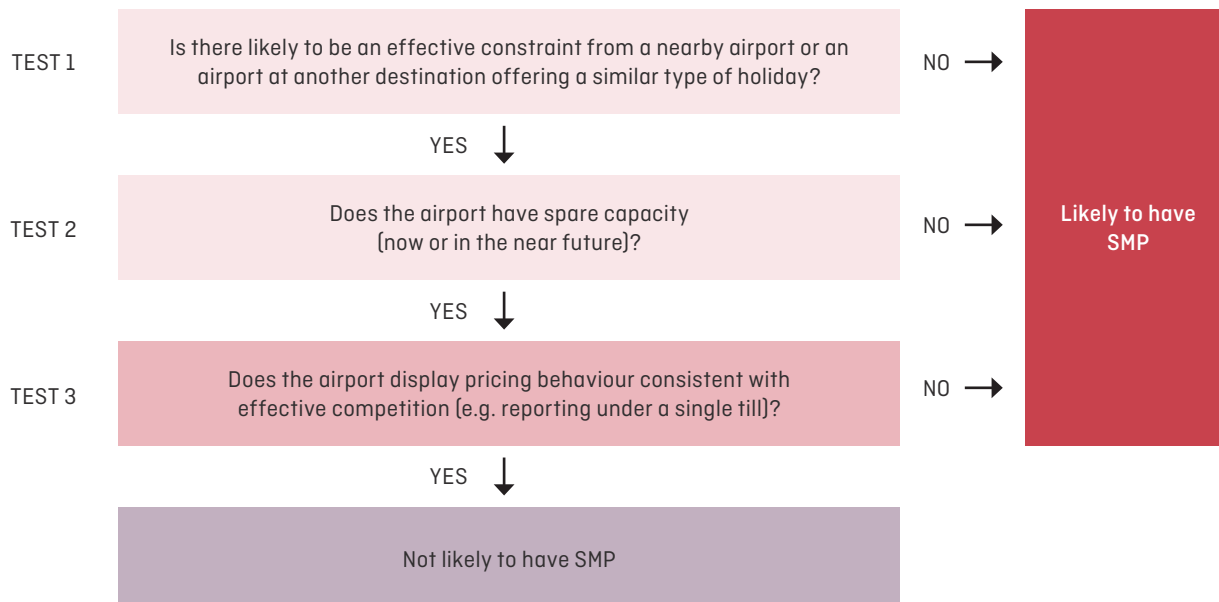 TEST 1
Is there likely to be an effective constraint from a nearby airport or an
airport at another destination offering a similar type of holiday?
NO
YES
TEST 2
Does the airport have spare capacity
(now or in the near future)?
NO
Likely to have
SMP
YES
TEST 3
Does the airport display pricing behaviour consistent with
effective competition (e.g. reporting under a single till)?
NO
YES
Not likely to have SMP